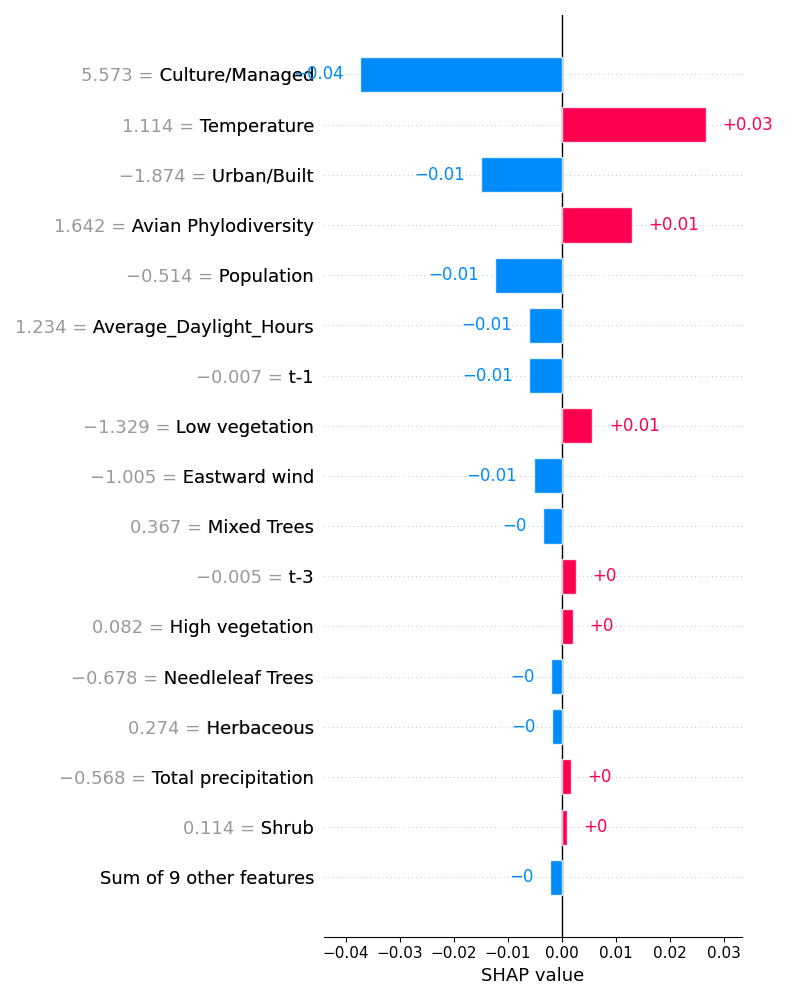 5.573 = Culture/Managed −0.04
1.114 = Temperature +0.03
−1.874 = Urban/Built −0.01
1.642 = Avian Phylodiversity +0.01
−0.514 = Population −0.01
1.234 = Average_Daylight_Hours −0.01
−0.007 = t-1 −0.01
−1.329 = Low vegetation +0.01
−1.005 = Eastward wind −0.01
0.367 = Mixed Trees −0
−0.005 = t-3 +0
0.082 = High vegetation +0
−0.678 = Needleleaf Trees −0
0.274 = Herbaceous −0
−0.568 = Total precipitation +0
0.114 = Shrub +0
Sum of 9 other features −0
−0.04 −0.03 −0.02 −0.01 0.00 0.01 0.02 0.03
SHAP value